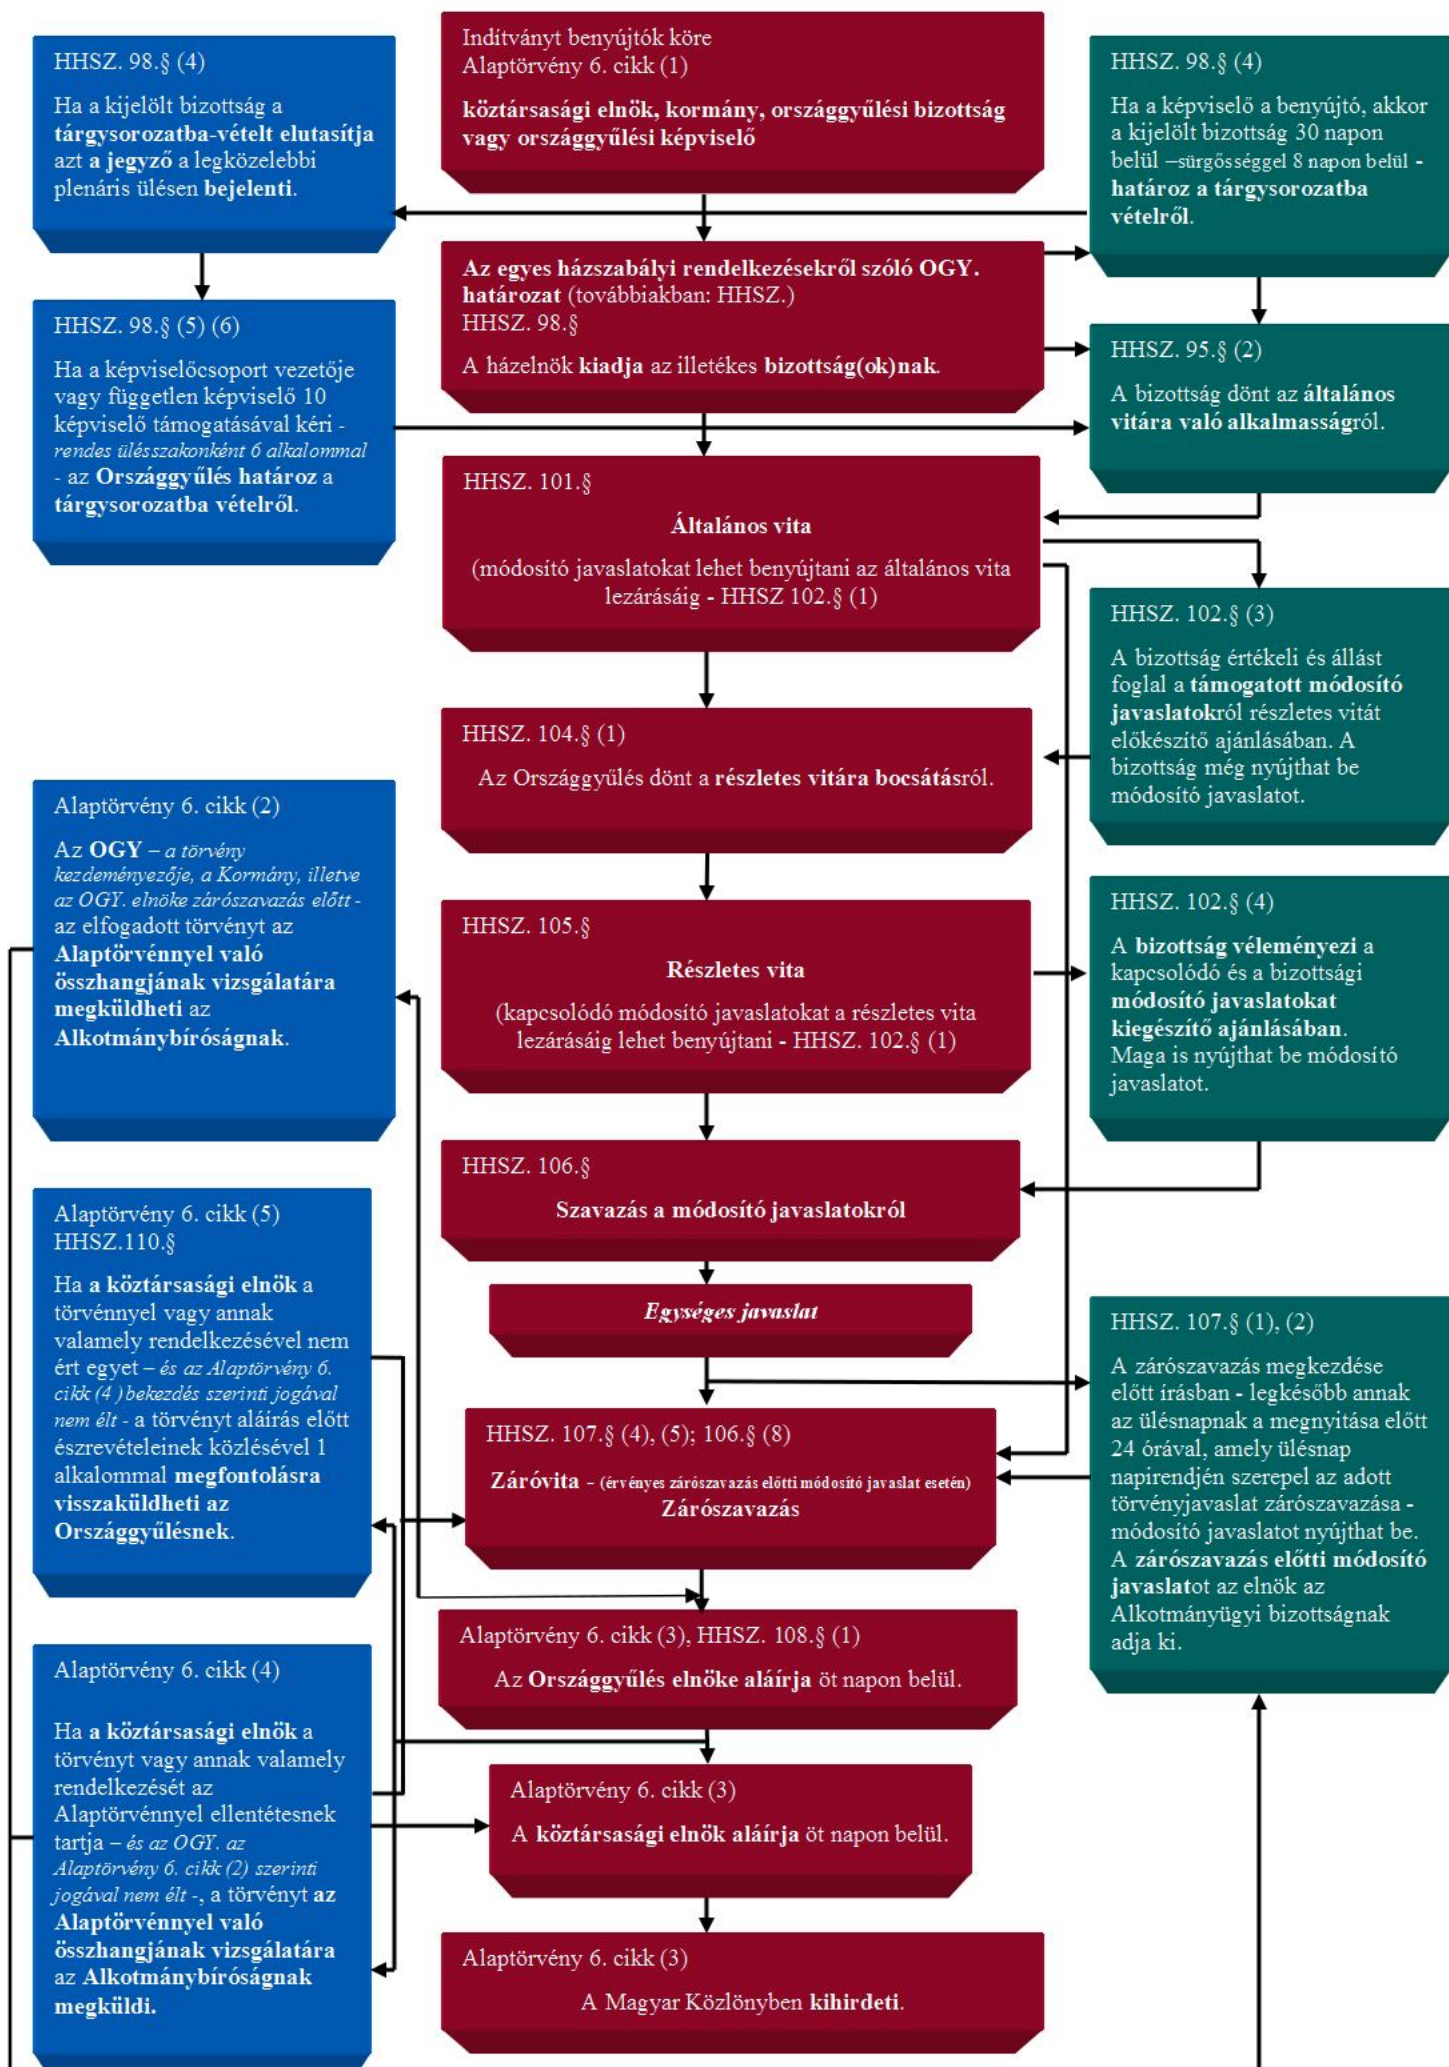 Indítványt benyújtók köre
Alaptörvény 6. cikk (1)
köztársasági elnök, kormány, országgyűlési bizottság
vagy országgyűlési képviselő
HHSZ. 98.§ (4)
Ha a kijelölt bizottság a
tárgysorozatba-vételt elutasítja
azt a jegyző a legközelebbi
plenáris ülésen bejelenti.
HHSZ. 98.§ (4)
Ha a képviselő a benyújtó, akkor
a kijelölt bizottság 30 napon
belül –sürgősséggel 8 napon belül -
határoz a tárgysorozatba
vételről.
Az egyes házszabályi rendelkezésekről szóló OGY.
határozat (továbbiakban: HHSZ.)
HHSZ. 98.§
A házelnök kiadja az illetékes bizottság(ok)nak.
HHSZ. 98.§ (5) (6)
Ha a képviselőcsoport vezetője
vagy független képviselő 10
képviselő támogatásával kéri -
rendes ülésszakonként 6 alkalommal
- az Országgyűlés határoz a
tárgysorozatba vételről.
HHSZ. 95.§ (2)
A bizottság dönt az általános
vitára való alkalmasságról.
HHSZ. 101.§
Általános vita
(módosító javaslatokat lehet benyújtani az általános vita
lezárásáig - HHSZ 102.§ (1)
HHSZ. 102.§ (3)
A bizottság értékeli és állást
foglal a támogatott módosító
javaslatokról részletes vitát
előkészítő ajánlásában. A
bizottság még nyújthat be
módosító javaslatot.
HHSZ. 104.§ (1)
Az Országgyűlés dönt a részletes vitára bocsátásról.
Alaptörvény 6. cikk (2)
Az OGY – a törvény
kezdeményezője, a Kormány, illetve
az OGY. elnöke zárószavazás előtt -
az elfogadott törvényt az
Alaptörvénnyel való
összhangjának vizsgálatára
megküldheti az
Alkotmánybíróságnak.
HHSZ. 105.§
Részletes vita
(kapcsolódó módosító javaslatokat a részletes vita
lezárásáig lehet benyújtani - HHSZ. 102.§ (1)
HHSZ. 102.§ (4)
A bizottság véleményezi a
kapcsolódó és a bizottsági
módosító javaslatokat
kiegészítő ajánlásában.
Maga is nyújthat be módosító
javaslatot.
HHSZ. 106.§
Szavazás a módosító javaslatokról
Egységes javaslat
Alaptörvény 6. cikk (5)
HHSZ.110.§
Ha a köztársasági elnök a
törvénnyel vagy annak
valamely rendelkezésével nem
ért egyet – és az Alaptörvény 6.
cikk (4 ) bekezdés szerinti jogával
nem élt - a törvényt aláírás előtt
észrevételeinek közlésével 1
alkalommal megfontolásra
visszaküldheti az
Országgyűlésnek.
HHSZ. 107.§ (4), (5); 106.§ (8)
Záróvita – (érvényes zárószavazás előtti módosító javaslat esetén)
Zárószavazás
HHSZ. 107.§ (1), (2)
A zárószavazás megkezdése
előtt írásban - legkésőbb annak
az ülésnapnak a megnyitása előtt
24 órával, amely ülésnap
napirendjén szerepel az adott
törvényjavaslat zárószavazása -
módosító javaslatot nyújthat be.
A zárószavazás előtti módosító
javaslatot az elnök az
Alkotmányügyi bizottságnak
adja ki.
Alaptörvény 6. cikk (3), HHSZ. 108.§ (1)
Az Országgyűlés elnöke aláírja öt napon belül.
Alaptörvény 6. cikk (4)
Ha a köztársasági elnök a
törvényt vagy annak valamely
rendelkezését az
Alaptörvénnyel ellentétesnek
tartja – és az OGY. az
Alaptörvény 6. cikk (2) szerinti
jogával nem élt -, a törvényt az
Alaptörvénnyel való
összhangjának vizsgálatára
az Alkotmánybíróságnak
megküldi.
Alaptörvény 6. cikk (3)
A köztársasági elnök aláírja öt napon belül.
Alaptörvény 6. cikk (3)
A Magyar Közlönyben kihirdeti.